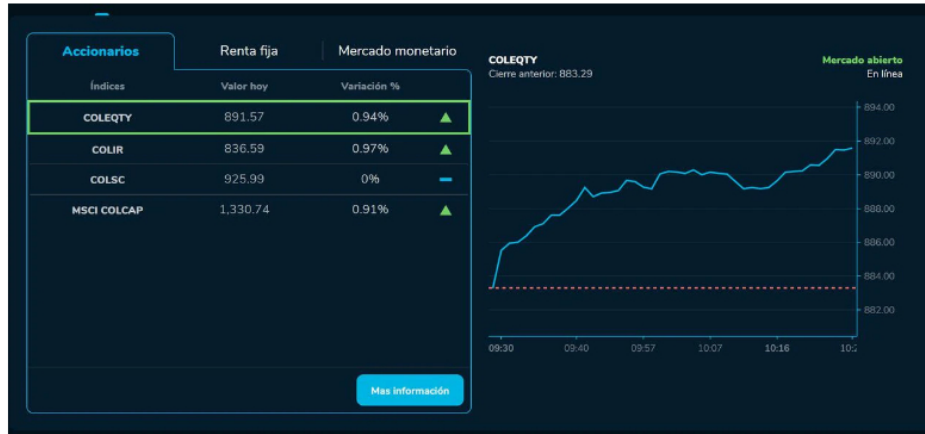 Accionarios Renta fija Mercado monetario
Índices Valor hoy Variación %
COLEQTY 891.57 0.94%
COLIR 836.59 0.97%
COLSC 925.99 0%
MSCI COLCAP 1,330.74 0.91%
Mas información
COLEQTY Mercado abierto
Cierre anterior: 883.29 En línea
894.00
892.00
890.00
888.00
886.00
884.00
882.00
09:30 09:40 09:57 10:07 10:16